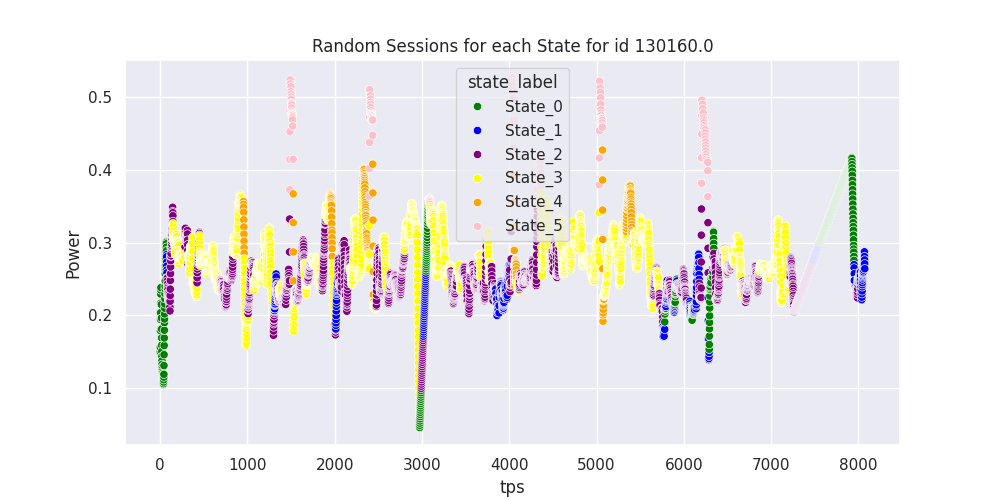 Random Sessions for each State for id 130160.0
state_label
State_0
State_1
State_2
State_3
State_4
State_5
Power
0.5
0.4
0.3
0.2
0.1
0 1000 2000 3000 4000 5000 6000 7000 8000
tps